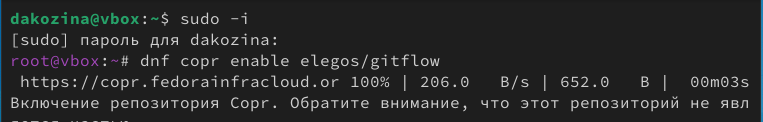 dakozina@vbox:~$ sudo -i
[sudo] пароль для dakozina:
root@vbox:~# dnf copr enable elegos/gitflow
https://copr.fedorainfracloud.or 100% | 206.0   B/s | 652.0   B |  00m03s
Включение репозитория Copr. Обратите внимание, что этот репозиторий не явл